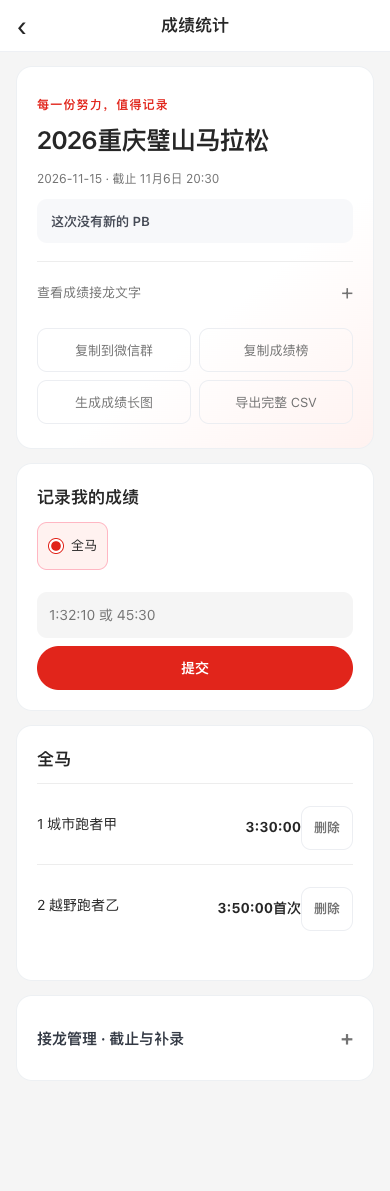 ‹
成绩统计
每一份努力，值得记录
2026重庆璧山马拉松
2026-11-15 · 截止 11月6日 20:30
这次没有新的 PB
查看成绩接龙文字 +
复制到微信群 复制成绩榜
生成成绩长图 导出完整 CSV
记录我的成绩
全马
1:32:10 或 45:30
提交
全马
1 城市跑者甲 3:30:00 删除
2 越野跑者乙 3:50:00首次 删除
接龙管理 · 截止与补录 +